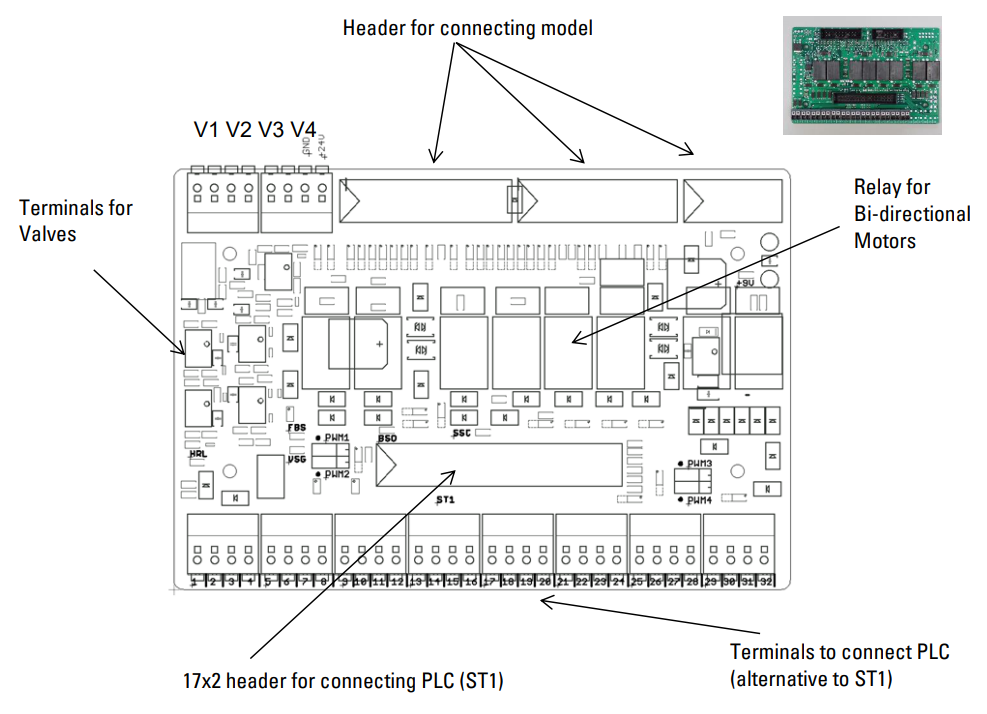 Header for connecting model
V1 V2 V3 V4
GND
+24V
Terminals for
Valves
Relay for
Bi-directional
Motors
+9V
+
+
-
FBS
PWM1
BSD
SSC
HRL
VSG
PWM2
PWM3
ST1
PWM4
1 2 3 4 5 6 7 8 9 10 11 12 13 14 15 16 17 18 19 20 21 22 23 24 25 26 27 28 29 30 31 32
Terminals to connect PLC
(alternative to ST1)
17x2 header for connecting PLC (ST1)